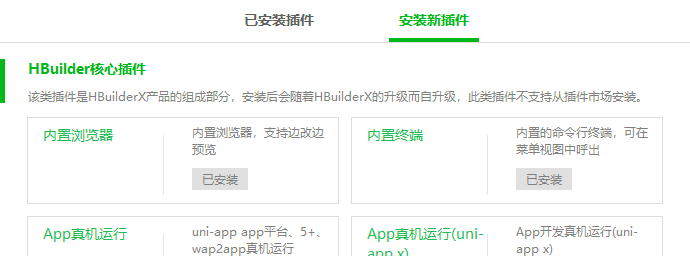 已安装插件 安装新插件
HBuilder核心插件
该类插件是HBuilderX产品的组成部分，安装后会随着HBuilderX的升级而自升级，此类插件不支持从插件市场安装。
内置浏览器
内置浏览器，支持边改边
预览
已安装
内置终端
内置的命令行终端，可在
菜单视图中呼出
已安装
App真机运行
uni-app app平台、5+、
wap2app真机运行
App真机运行(uni-
app x)
App开发真机运行(uni-
app x)